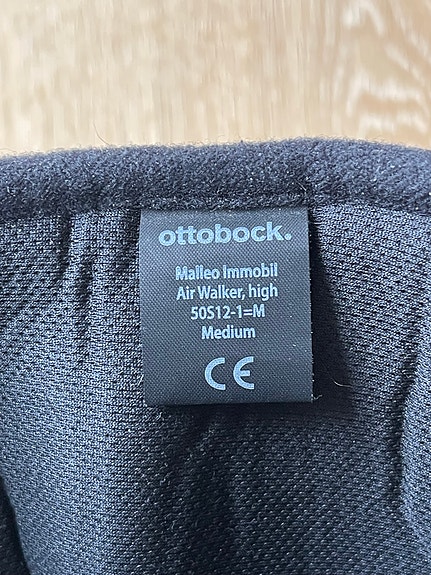 ottobock.
Malleo Immobil
Air Walker, high
50S12-1=M
Medium
CE